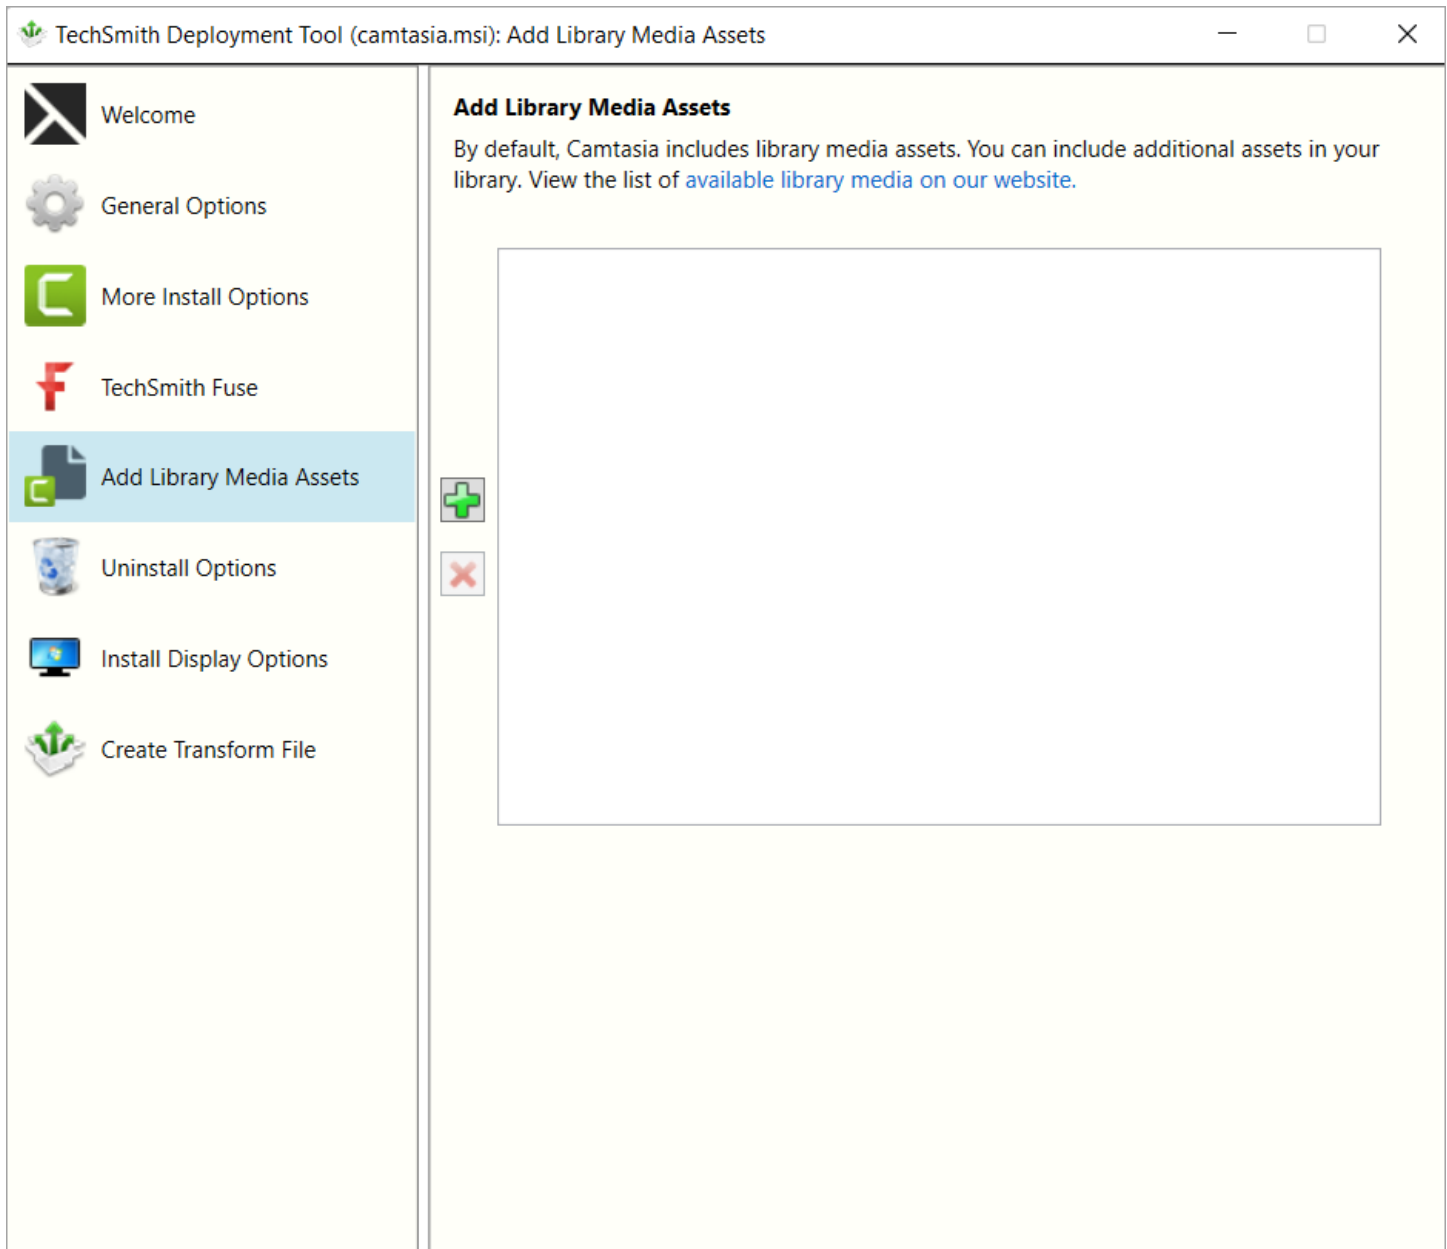 TechSmith Deployment Tool (camtasia.msi): Add Library Media Assets
Welcome
General Options
More Install Options
TechSmith Fuse
Add Library Media Assets
Uninstall Options
Install Display Options
Create Transform File
Add Library Media Assets
By default, Camtasia includes library media assets. You can include additional assets in your
library. View the list of available library media on our website.